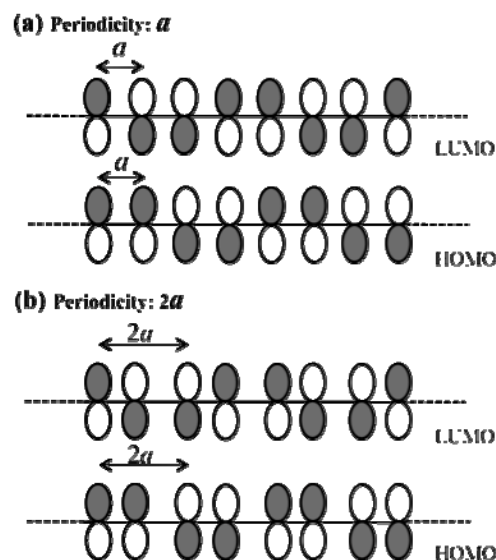 (a) Periodicity: a
a
LUMO
a
HOMO
(b) Periodicity: 2a
2a
LUMO
2a
HOMO